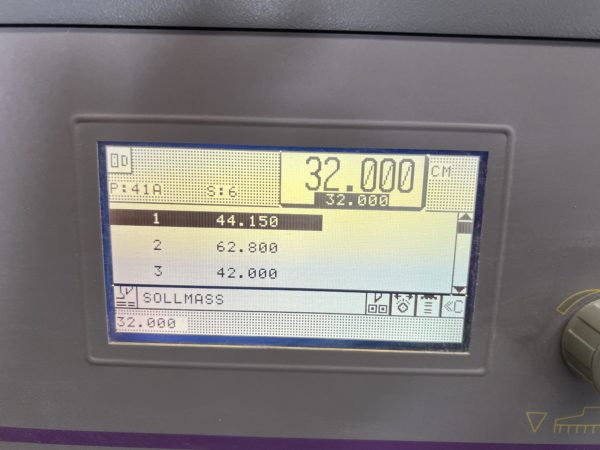 D
32.000 CM
P:41A S:6
32.000
1 44.150
2 62.800
3 42.000
SOLLMASS
«C
32.000